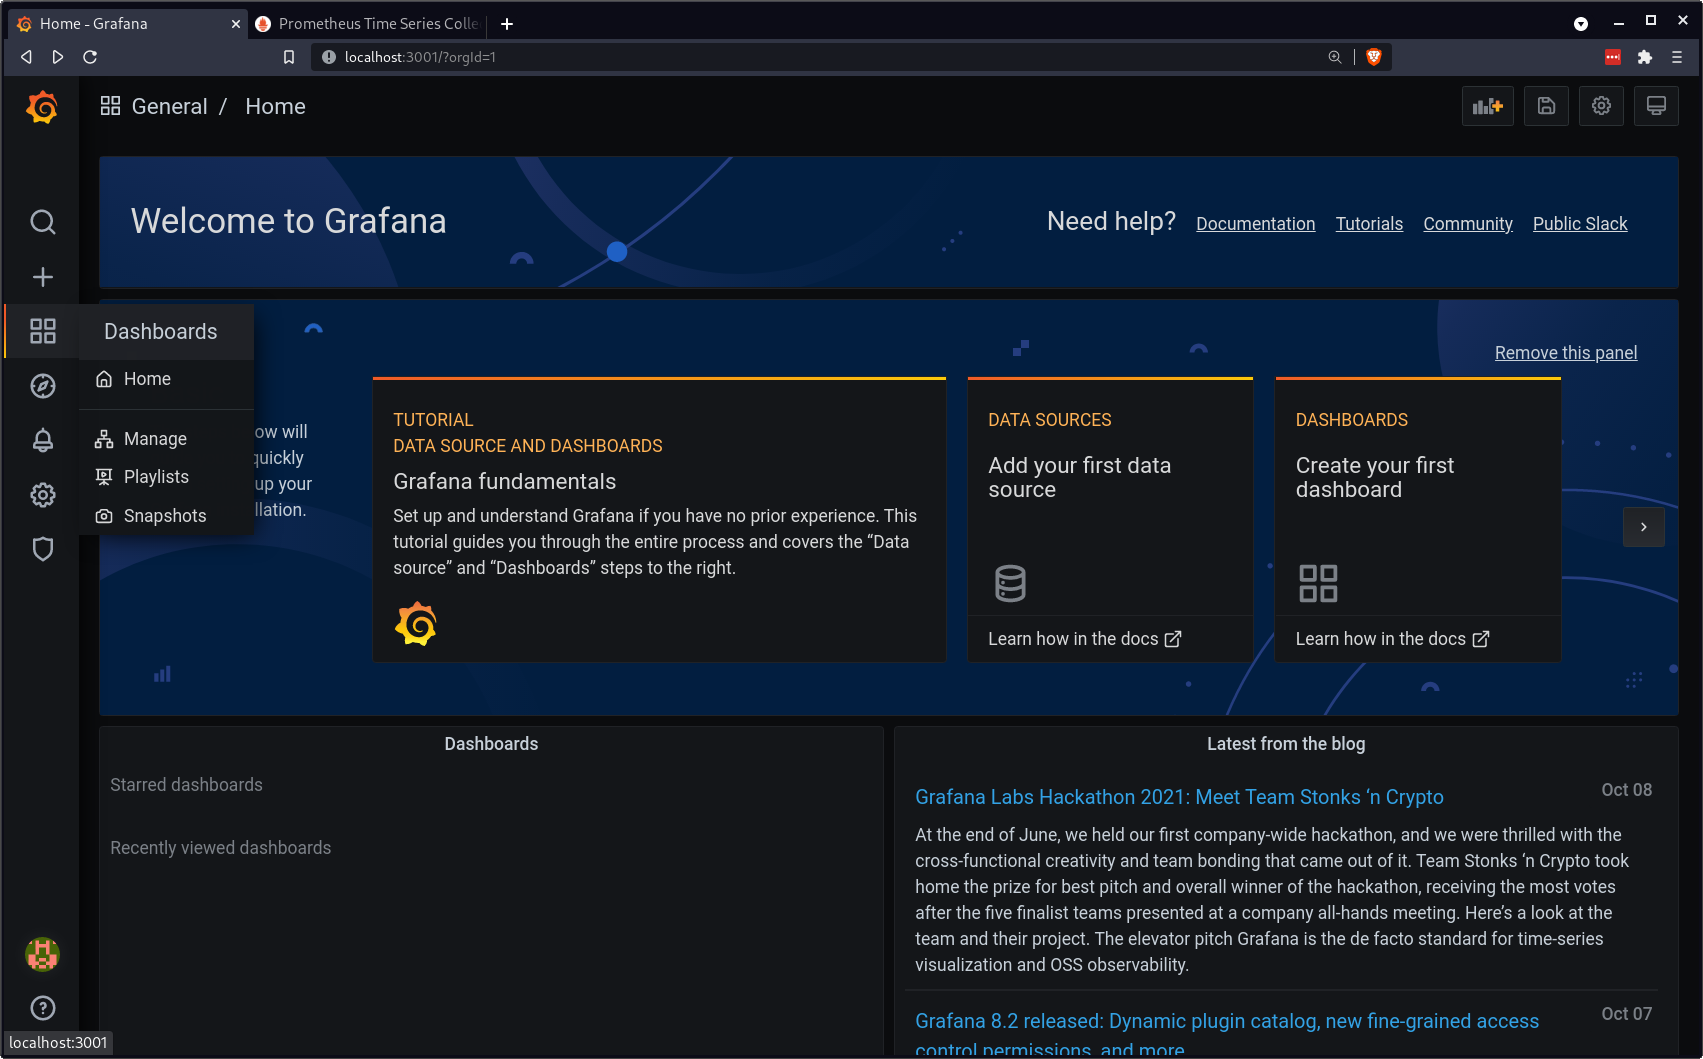 Home - Grafana
Prometheus Time Series Colle
localhost:3001/?orgId=1
General / Home
Welcome to Grafana
Need help? Documentation Tutorials Community Public Slack
Dashboards
Home
Manage
Playlists
Snapshots
ow will
quickly
up your
llation.
Remove this panel
TUTORIAL
DATA SOURCE AND DASHBOARDS
Grafana fundamentals
Set up and understand Grafana if you have no prior experience. This
tutorial guides you through the entire process and covers the “Data
source” and “Dashboards” steps to the right.
DATA SOURCES
Add your first data
source
Learn how in the docs
DASHBOARDS
Create your first
dashboard
Learn how in the docs
Dashboards
Starred dashboards
Recently viewed dashboards
Latest from the blog
Grafana Labs Hackathon 2021: Meet Team Stonks ‘n Crypto
Oct 08
At the end of June, we held our first company-wide hackathon, and we were thrilled with the
cross-functional creativity and team bonding that came out of it. Team Stonks ‘n Crypto took
home the prize for best pitch and overall winner of the hackathon, receiving the most votes
after the five finalist teams presented at a company all-hands meeting. Here’s a look at the
team and their project. The elevator pitch Grafana is the de facto standard for time-series
visualization and OSS observability.
Grafana 8.2 released: Dynamic plugin catalog, new fine-grained access
control permissions, and more
Oct 07
localhost:3001